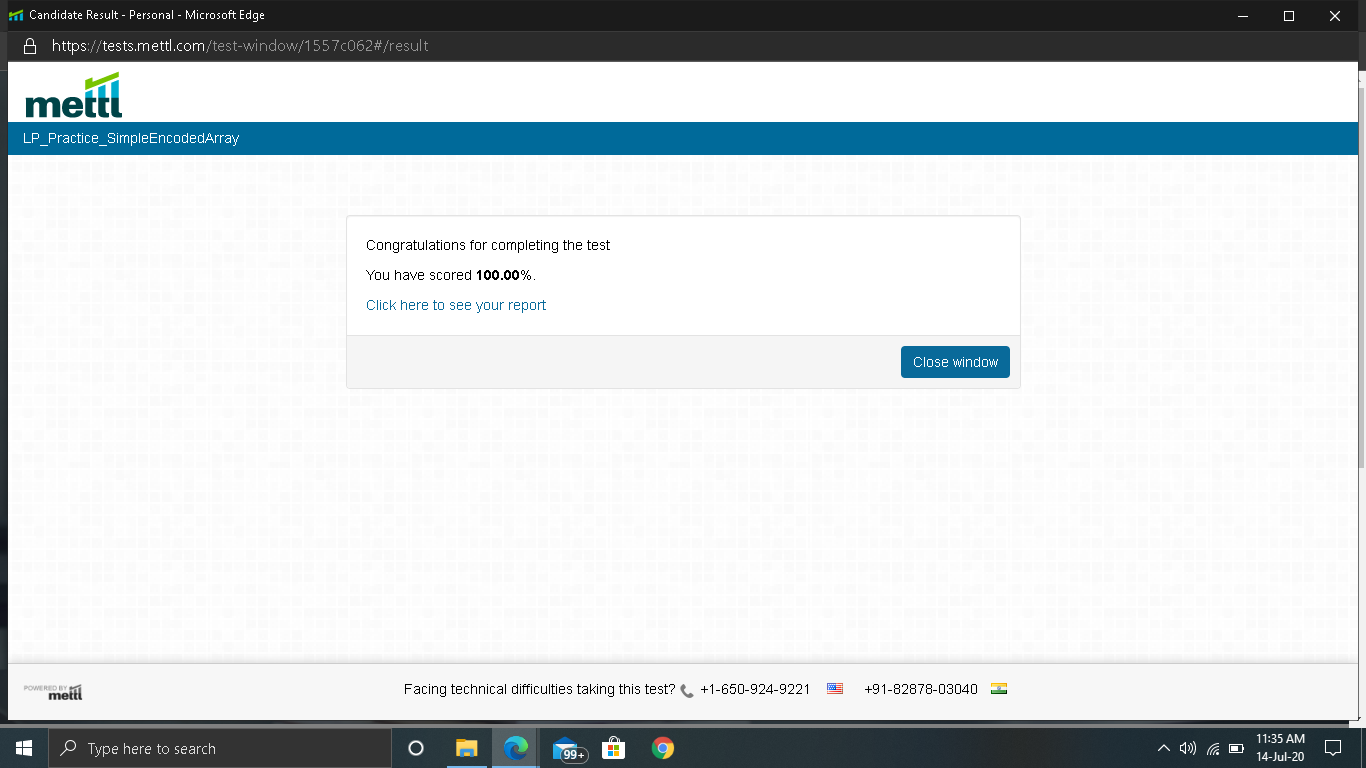 Candidate Result - Personal - Microsoft Edge
https://tests.mettl.com/test-window/1557c062#/result
mettl
LP_Practice_SimpleEncodedArray
Congratulations for completing the test
You have scored 100.00%.
Click here to see your report
Close window
POWERED BY mettl
Facing technical difficulties taking this test? +1-650-924-9221 +91-82878-03040
Type here to search
99+
11:35 AM
14-Jul-20